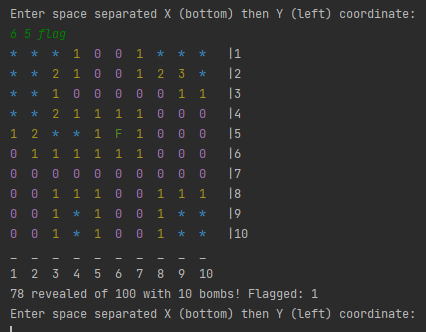 Enter space separated X (bottom) then Y (left) coordinate:
6 5 flag
* * * 1 0 0 1 * * * |1
* * 2 1 0 0 1 2 3 * |2
* * 1 0 0 0 0 0 1 1 |3
* * 2 1 1 1 1 0 0 0 |4
1 2 * * 1 F 1 0 0 0 |5
0 1 1 1 1 1 1 0 0 0 |6
0 0 0 0 0 0 0 0 0 0 |7
0 0 1 1 1 0 0 1 1 1 |8
0 0 1 * 1 0 0 1 * * |9
0 0 1 * 1 0 0 1 * * |10
_ _ _ _ _ _ _ _ _ _
1 2 3 4 5 6 7 8 9 10
78 revealed of 100 with 10 bombs! Flagged: 1
Enter space separated X (bottom) then Y (left) coordinate: